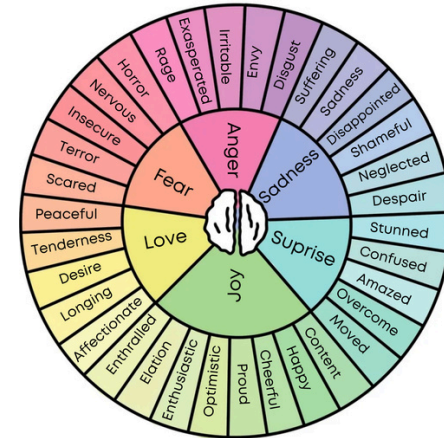 Anger
Sadness
Suprise
Joy
Love
Fear
Rage
Exasperated
Irritable
Envy
Disgust
Suffering
Sadness
Disappointed
Shameful
Neglected
Despair
Stunned
Confused
Amazed
Overcome
Moved
Content
Happy
Cheerful
Proud
Optimistic
Enthusiastic
Elation
Enthralled
Affectionate
Longing
Desire
Tenderness
Peaceful
Scared
Terror
Insecure
Nervous
Horror